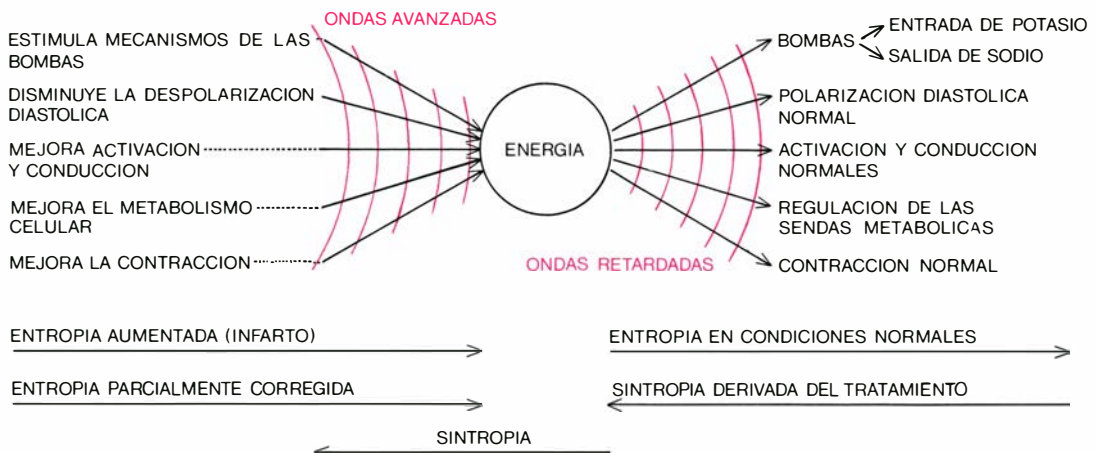 ONDAS AVANZADAS
ESTIMULA MECANISMOS DE LAS
BOMBAS
DISMINUYE LA DESPOLARIZACION
DIASTOLICA
MEJORA ACTIVACION
Y CONDUCCION
MEJORA EL METABOLISMO
CELULAR
MEJORA LA CONTRACCION
ENERGIA
BOMBAS
ENTRADA DE POTASIO
SALIDA DE SODIO
POLARIZACION DIASTOLICA
NORMAL
ACTIVACION Y CONDUCCION
NORMALES
REGULACION DE LAS
SENDAS METABOLICAS
CONTRACCION NORMAL
ONDAS RETARDADAS
ENTROPIA AUMENTADA (INFARTO)
ENTROPIA EN CONDICIONES NORMALES
ENTROPIA PARCIALMENTE CORREGIDA
SINTROPIA DERIVADA DEL TRATAMIENTO
SINTROPIA